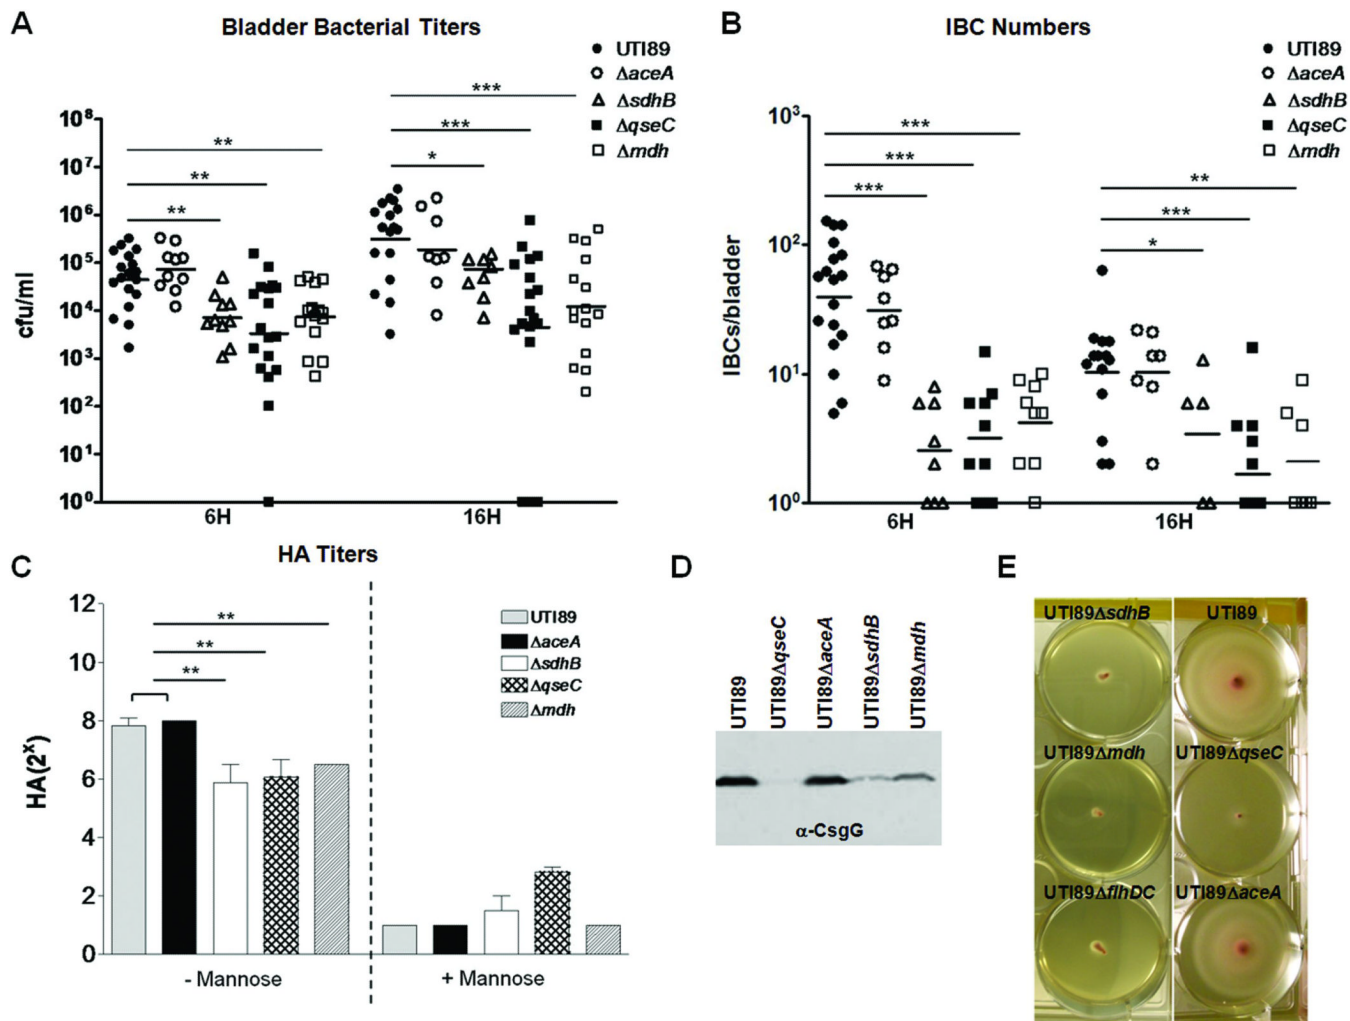 A
Bladder Bacterial Titers
UTI89
ΔaceA
ΔsdhB
ΔqseC
Δmdh
cfu/ml
10⁸
10⁷
10⁶
10⁵
10⁴
10³
10²
10¹
10⁰
**
**
**
***
***
*
6H
16H
B
IBC Numbers
UTI89
ΔaceA
ΔsdhB
ΔqseC
Δmdh
IBCs/bladder
10³
10²
10¹
10⁰
***
***
***
**
***
*
6H
16H
C
HA Titers
UTI89
ΔaceA
ΔsdhB
ΔqseC
Δmdh
HA(2ˣ)
12
10
8
6
4
2
0
**
**
**
- Mannose
+ Mannose
D
UTI89
UTI89ΔqseC
UTI89ΔaceA
UTI89ΔsdhB
UTI89Δmdh
α-CsgG
E
UTI89ΔsdhB
UTI89
UTI89Δmdh
UTI89ΔqseC
UTI89ΔflhDC
UTI89ΔaceA